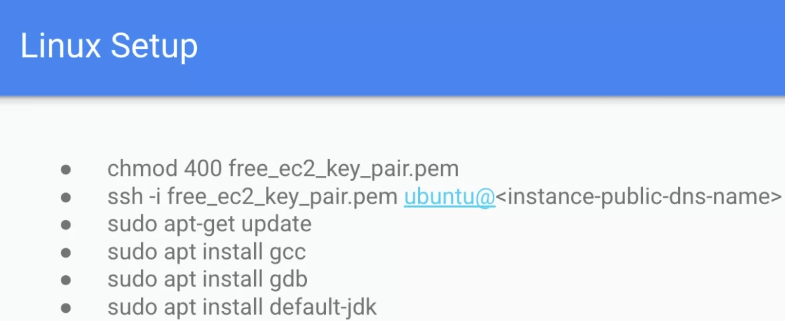 Linux Setup
● chmod 400 free_ec2_key_pair.pem
● ssh -i free_ec2_key_pair.pem ubuntu@<instance-public-dns-name>
● sudo apt-get update
● sudo apt install gcc
● sudo apt install gdb
● sudo apt install default-jdk